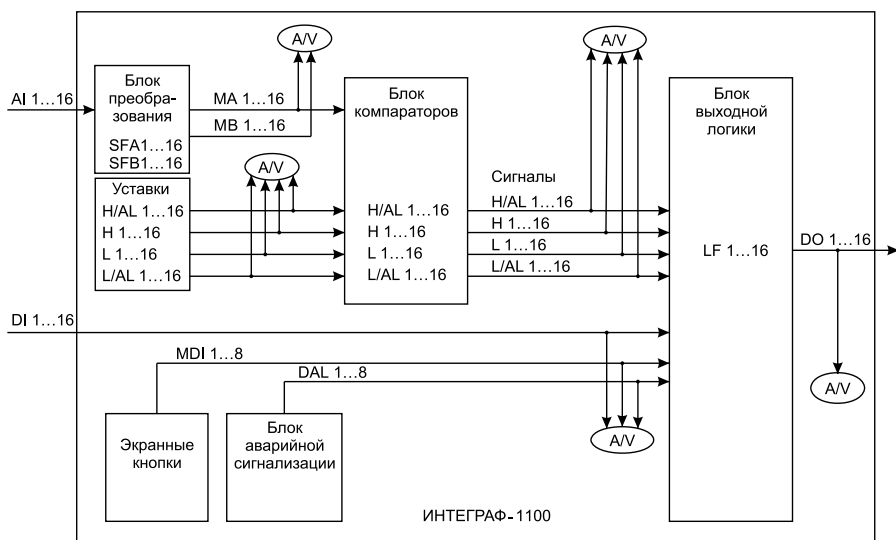 A/V
A/V
AI 1…16
Блок
преобра-
зования
SFA1…16
SFB1…16
MA 1…16
MB 1…16
Блок
компараторов
Блок
выходной
логики
A/V
Уставки
H/AL 1…16
H 1…16
L 1…16
L/AL 1…16
H/AL 1…16
H 1…16
L 1…16
L/AL 1…16
Сигналы
H/AL 1…16
H 1…16
L 1…16
L/AL 1…16
LF 1…16
DO 1…16
DI 1…16
MDI 1…8
DAL 1…8
A/V
Экранные
кнопки
Блок
аварийной
сигнализации
A/V
ИНТЕГРАФ-1100